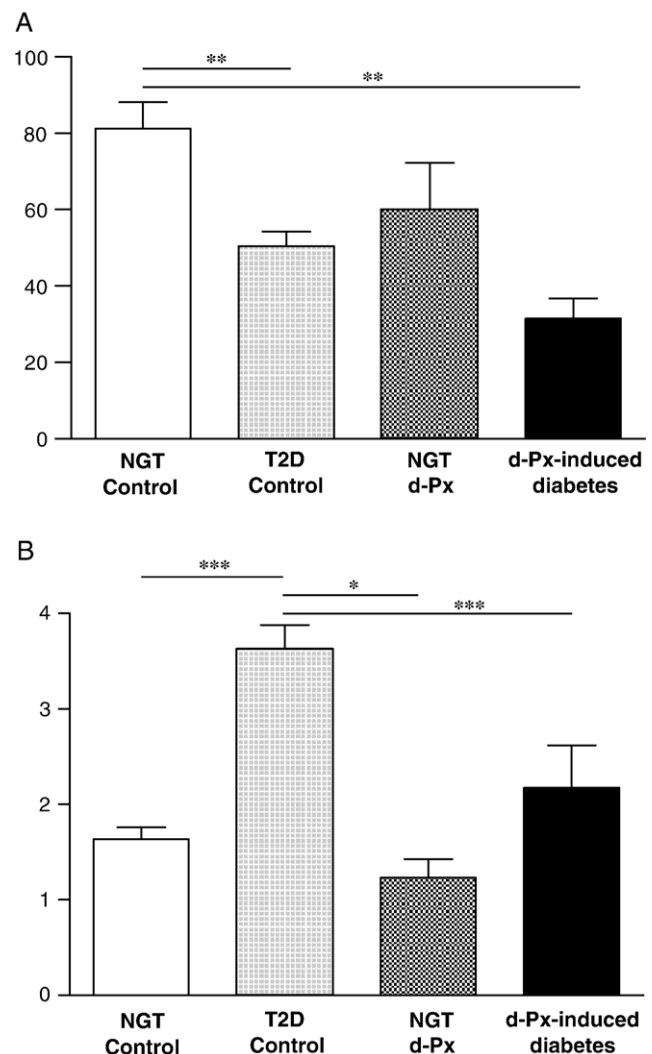 A
100
80
60
40
20
0
**
**
NGT
Control
T2D
Control
NGT
d-Px
d-Px-induced
diabetes
B
4
3
2
1
0
***
*
***
NGT
Control
T2D
Control
NGT
d-Px
d-Px-induced
diabetes